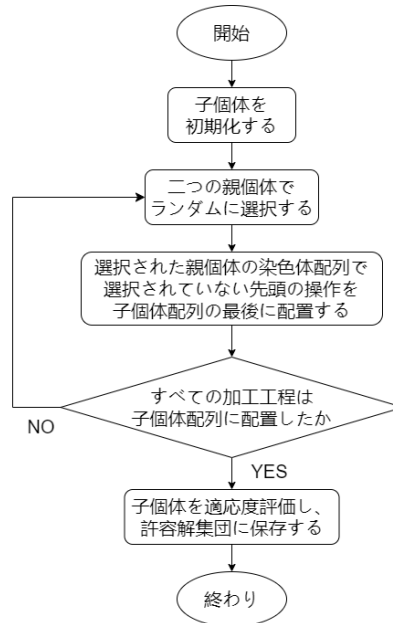 開始
子個体を
初期化する
二つの親個体で
ランダムに選択する
選択された親個体の染色体配列で
選択されていない先頭の操作を
子個体配列の最後に配置する
すべての加工工程は
子個体配列に配置したか
NO
YES
子個体を適応度評価し、
許容解集団に保存する
終わり